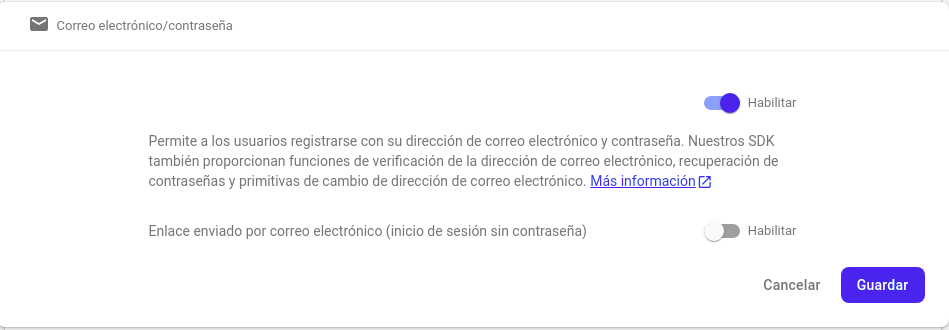 Correo electrónico/contraseña
Habilitar
Permite a los usuarios registrarse con su dirección de correo electrónico y contraseña. Nuestros SDK
también proporcionan funciones de verificación de la dirección de correo electrónico, recuperación de
contraseñas y primitivas de cambio de dirección de correo electrónico. Más información
Enlace enviado por correo electrónico (inicio de sesión sin contraseña) Habilitar
Cancelar Guardar